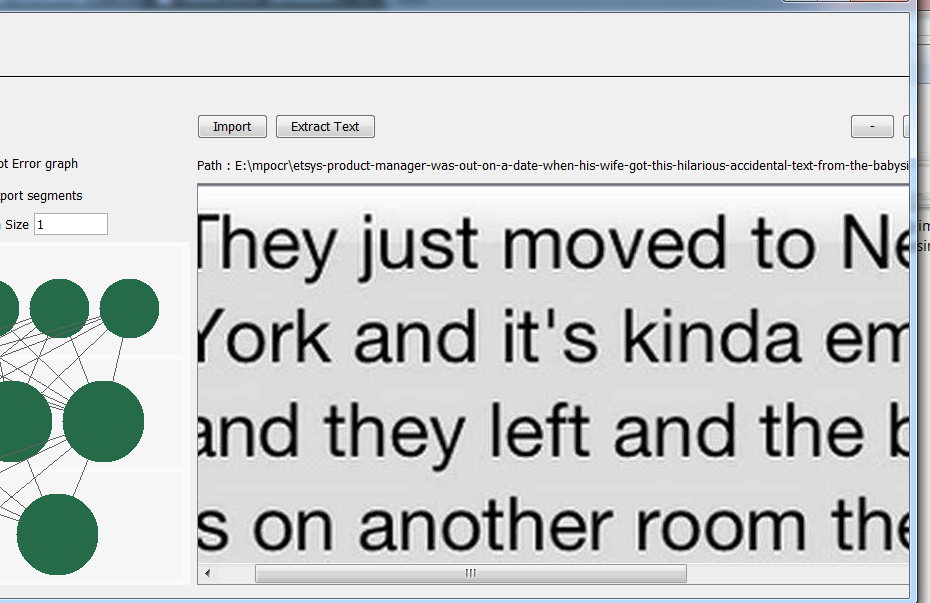 Import
Extract Text
-
ot Error graph
Path : E:\mpocr\etsys-product-manager-was-out-on-a-date-when-his-wife-got-this-hilarious-accidental-text-from-the-babysi
port segments
Size 1
They just moved to Ne
York and it's kinda em
and they left and the b
s on another room the